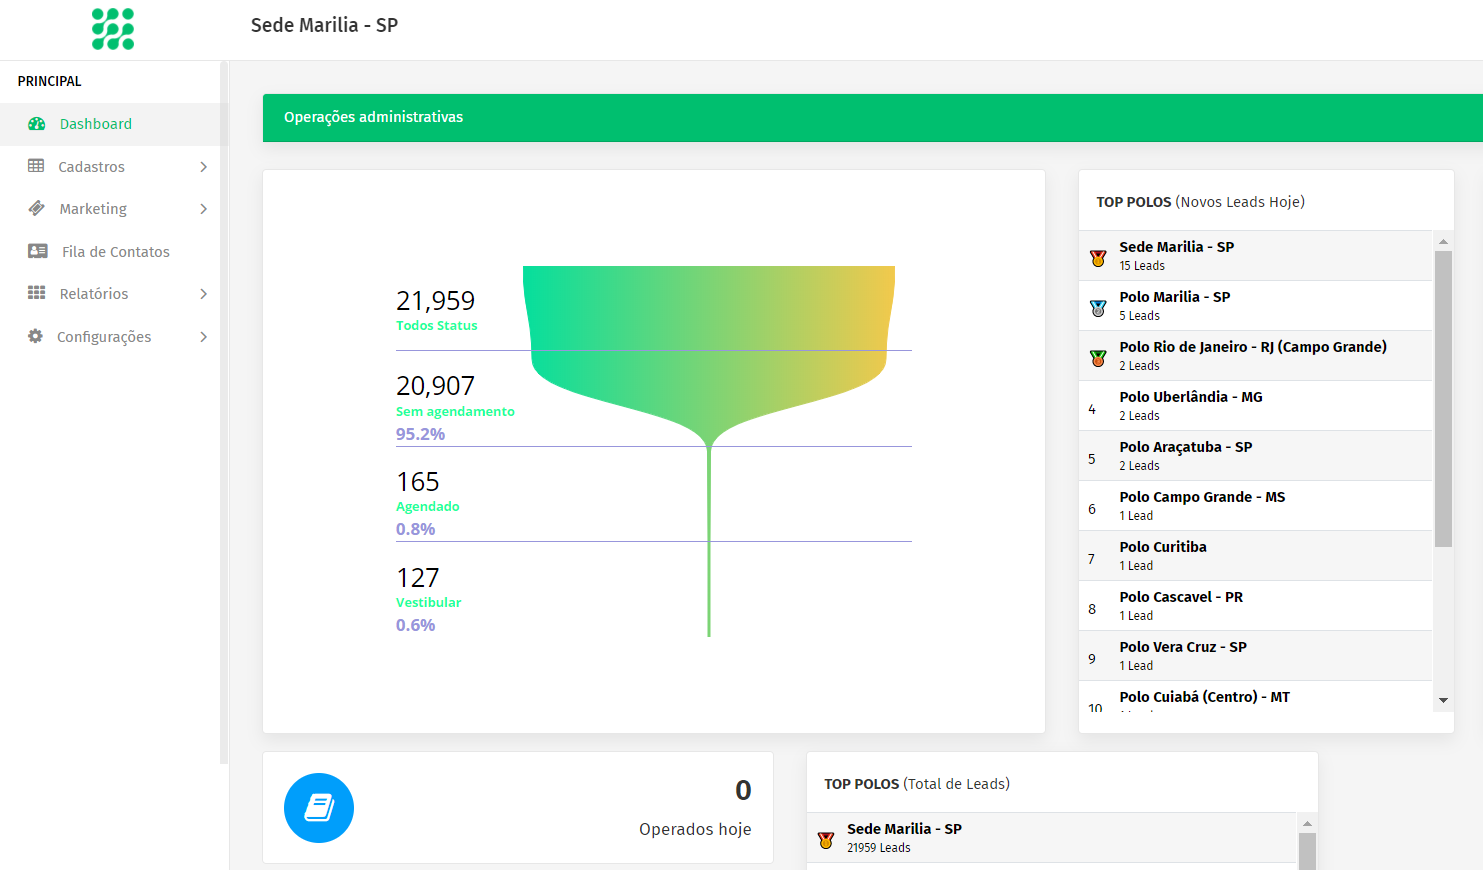 Sede Marilia - SP
PRINCIPAL
Dashboard
Cadastros
Marketing
Fila de Contatos
Relatórios
Configurações
Operações administrativas
21,959
Todos Status
20,907
Sem agendamento
95.2%
165
Agendado
0.8%
127
Vestibular
0.6%
TOP POLOS (Novos Leads Hoje)
Sede Marilia - SP
15 Leads
Polo Marilia - SP
5 Leads
Polo Rio de Janeiro - RJ (Campo Grande)
2 Leads
4
Polo Uberlândia - MG
2 Leads
5
Polo Araçatuba - SP
2 Leads
6
Polo Campo Grande - MS
1 Lead
7
Polo Curitiba
1 Lead
8
Polo Cascavel - PR
1 Lead
9
Polo Vera Cruz - SP
1 Lead
10
Polo Cuiabá (Centro) - MT
0
Operados hoje
TOP POLOS (Total de Leads)
Sede Marilia - SP
21959 Leads